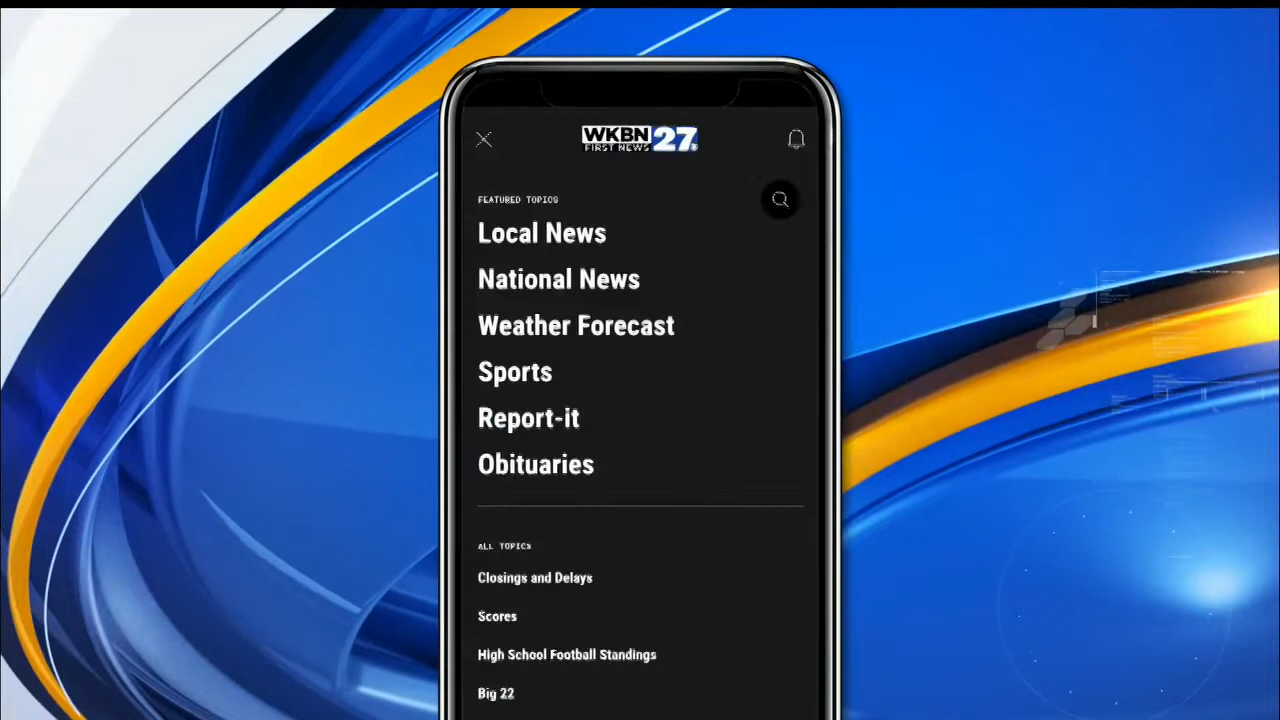 WKBN 27
FIRST NEWS
FEATURED TOPICS
Local News
National News
Weather Forecast
Sports
Report-it
Obituaries
ALL TOPICS
Closings and Delays
Scores
High School Football Standings
Big 22